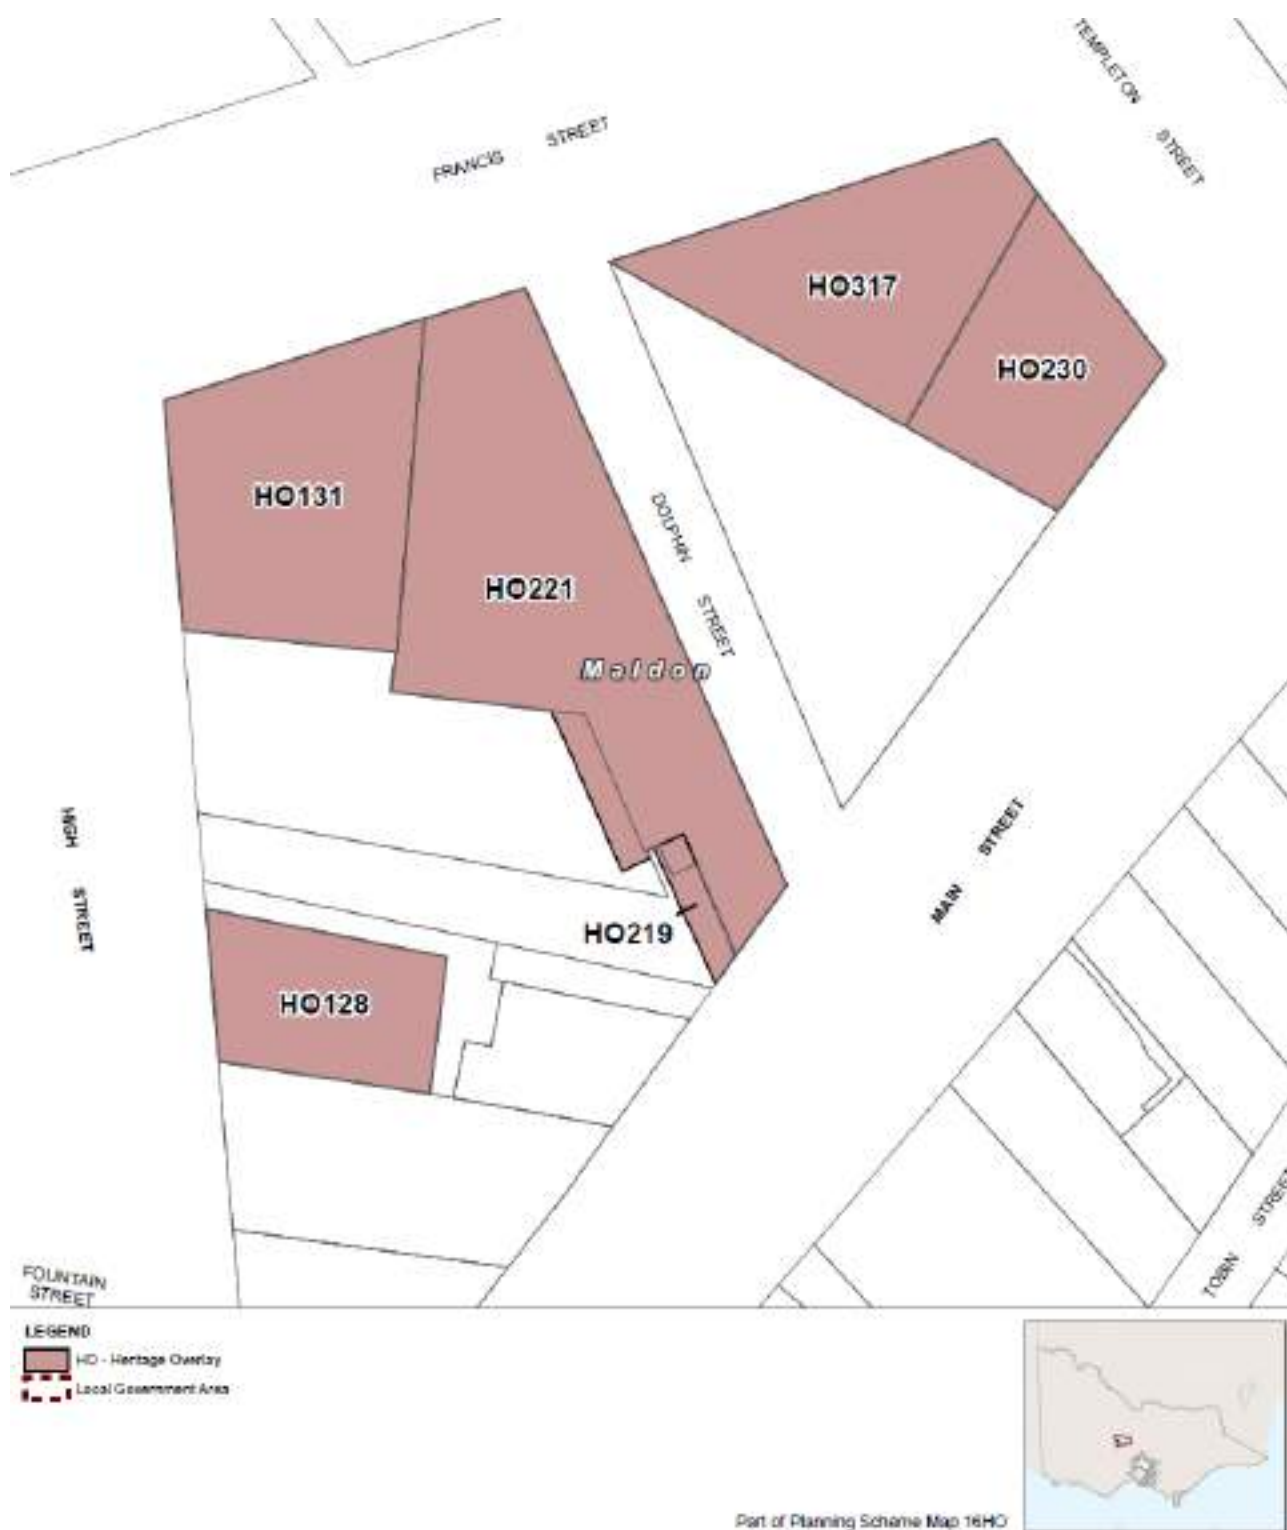 TEMPLETON STREET
FRANCIS STREET
HO317
HO230
HO131
DOLPHIN STREET
HO221
Maldon
HIGH STREET
MAIN STREET
HO219
HO128
TOBIN STREET
FOUNTAIN
STREET
LEGEND
HO - Heritage Overlay
Local Government Area
Part of Planning Scheme Map 16HO